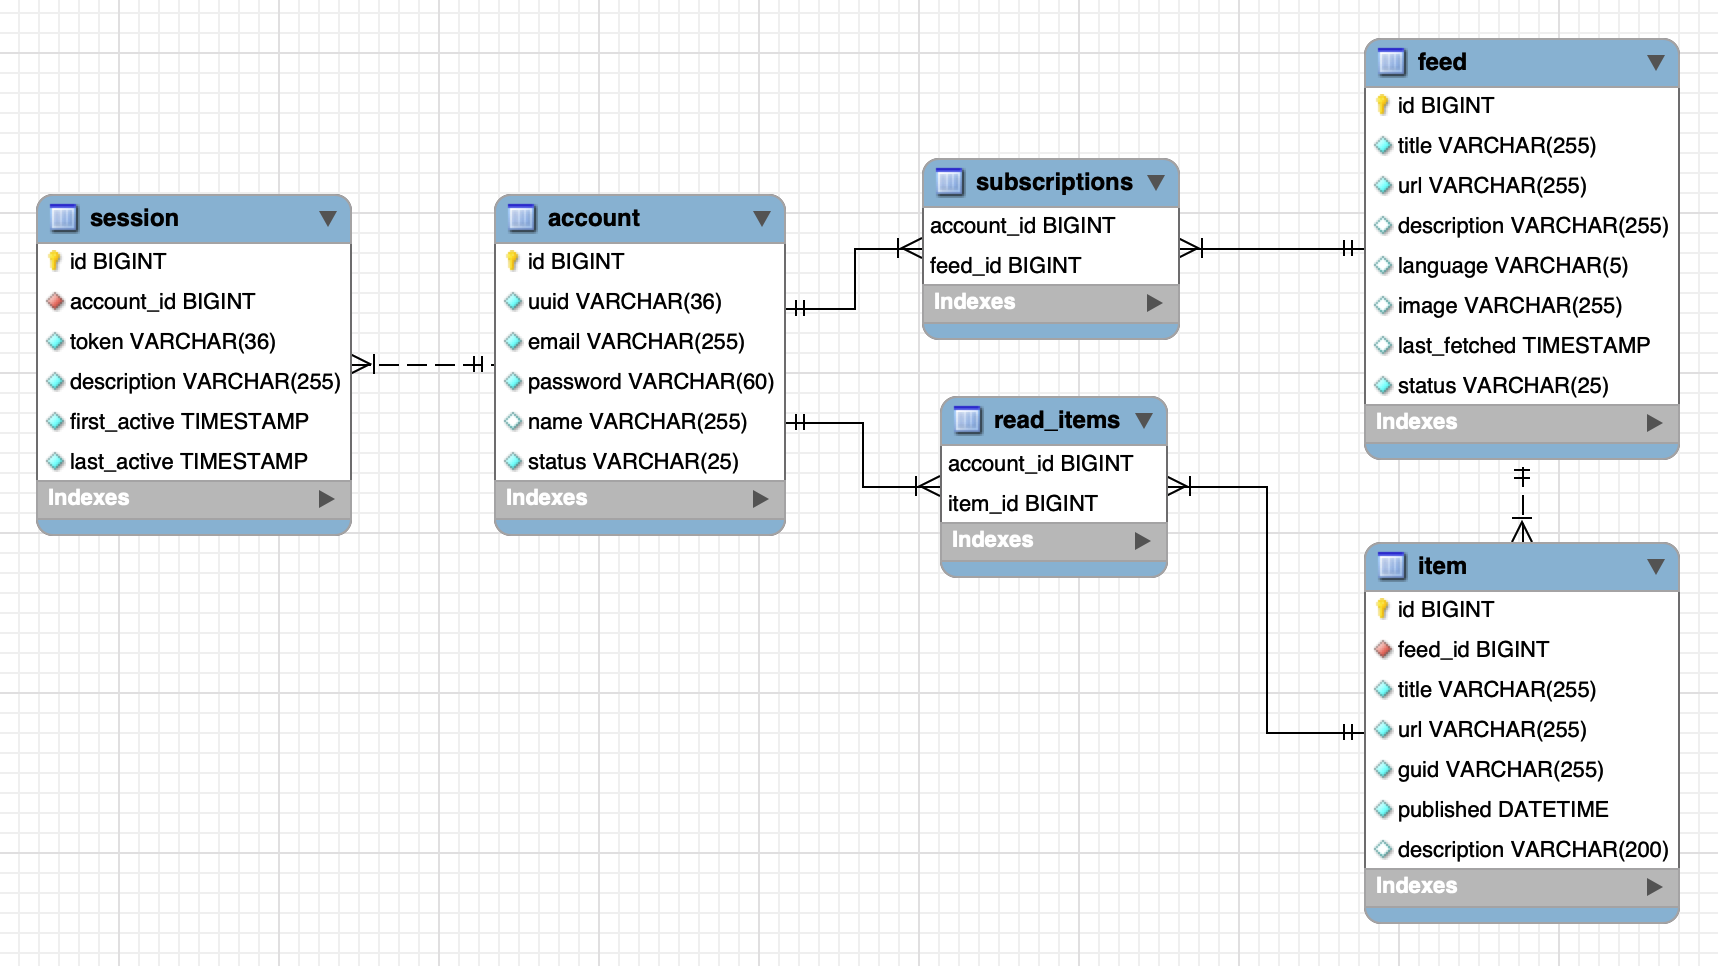 session
id BIGINT
account_id BIGINT
token VARCHAR(36)
description VARCHAR(255)
first_active TIMESTAMP
last_active TIMESTAMP
Indexes
account
id BIGINT
uuid VARCHAR(36)
email VARCHAR(255)
password VARCHAR(60)
name VARCHAR(255)
status VARCHAR(25)
Indexes
subscriptions
account_id BIGINT
feed_id BIGINT
Indexes
read_items
account_id BIGINT
item_id BIGINT
Indexes
feed
id BIGINT
title VARCHAR(255)
url VARCHAR(255)
description VARCHAR(255)
language VARCHAR(5)
image VARCHAR(255)
last_fetched TIMESTAMP
status VARCHAR(25)
Indexes
item
id BIGINT
feed_id BIGINT
title VARCHAR(255)
url VARCHAR(255)
guid VARCHAR(255)
published DATETIME
description VARCHAR(200)
Indexes